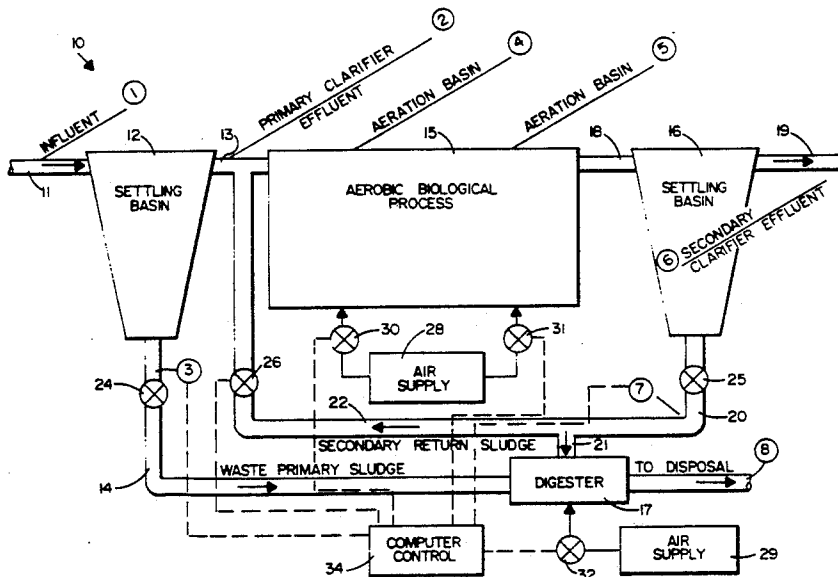 10
INFLUENT
1
PRIMARY CLARIFIER
EFFLUENT
2
AERATION BASIN
4
AERATION BASIN
5
11
12
13
15
18
16
19
SETTLING
BASIN
AEROBIC BIOLOGICAL
PROCESS
SETTLING
BASIN
6
SECONDARY
CLARIFIER EFFLUENT
30
28
31
AIR
SUPPLY
24
3
26
22
7
25
20
SECONDARY RETURN SLUDGE
21
14
WASTE PRIMARY SLUDGE
DIGESTER
17
TO DISPOSAL
8
COMPUTER
CONTROL
34
32
AIR
SUPPLY
29